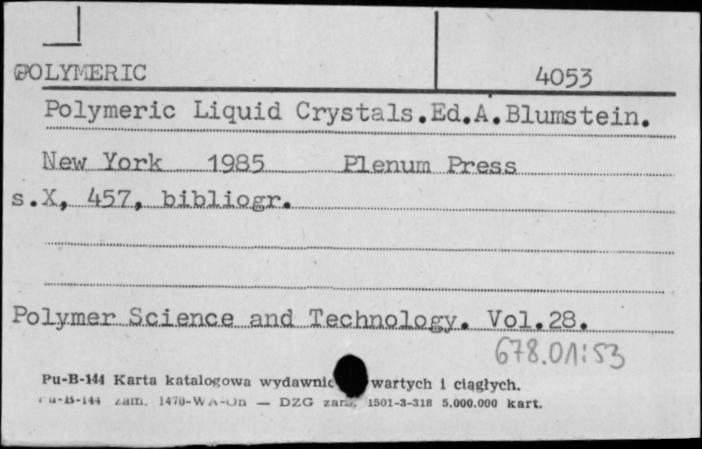 POLYMERIC 4053
Polymeric Liquid Crystals.Ed.A.Blumstein.
New York 1985 Plenum Press
s.X, 457, bibliogr.
Polymer Science and Technology. Vol.28.
678.01:53
Pu-B-144 Karta katalogowa wydawnic wartych i ciągłych.
Pu-B-144 zam. 1470-WA-On — DZG zam. 1501-3-318 5.000.000 kart.